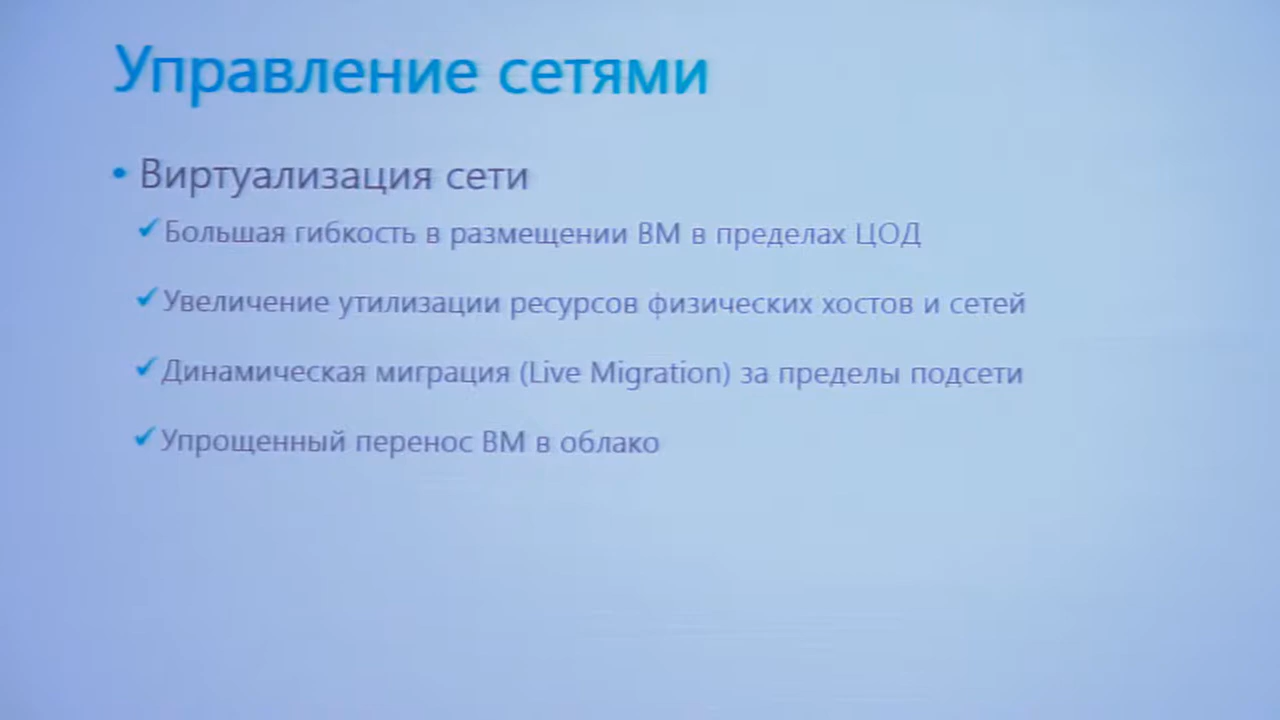 Управление сетями
• Виртуализация сети
✔Большая гибкость в размещении ВМ в пределах ЦОД
✔Увеличение утилизации ресурсов физических хостов и сетей
✔Динамическая миграция (Live Migration) за пределы подсети
✔Упрощенный перенос ВМ в облако